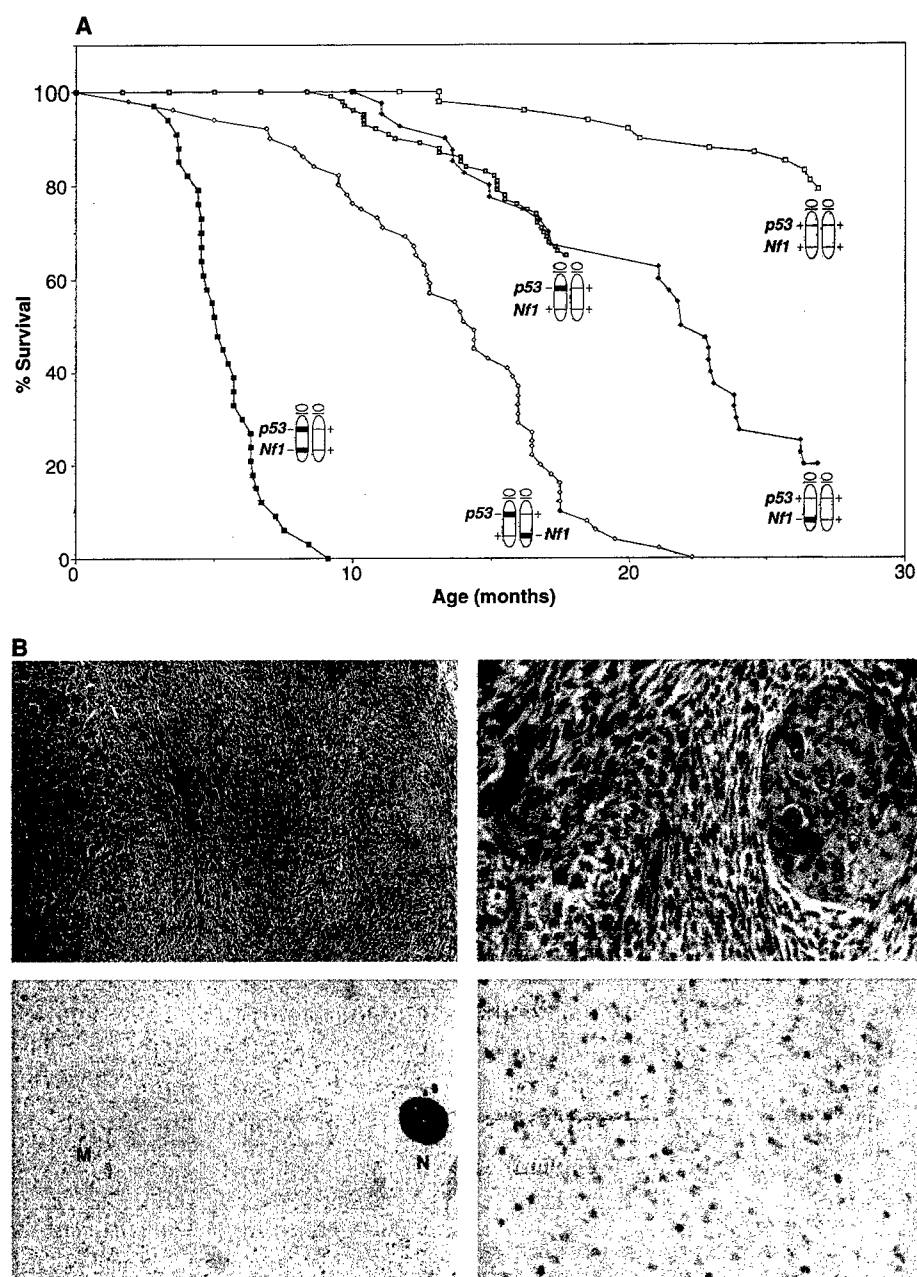 A
% Survival
100
80
60
40
20
0
p53 + +
Nf1 + +
p53 – +
Nf1 + +
p53 – +
Nf1 – +
p53 – +
+ – Nf1
p53 + +
Nf1 – +
0 10 20 30
Age (months)
B
M
N